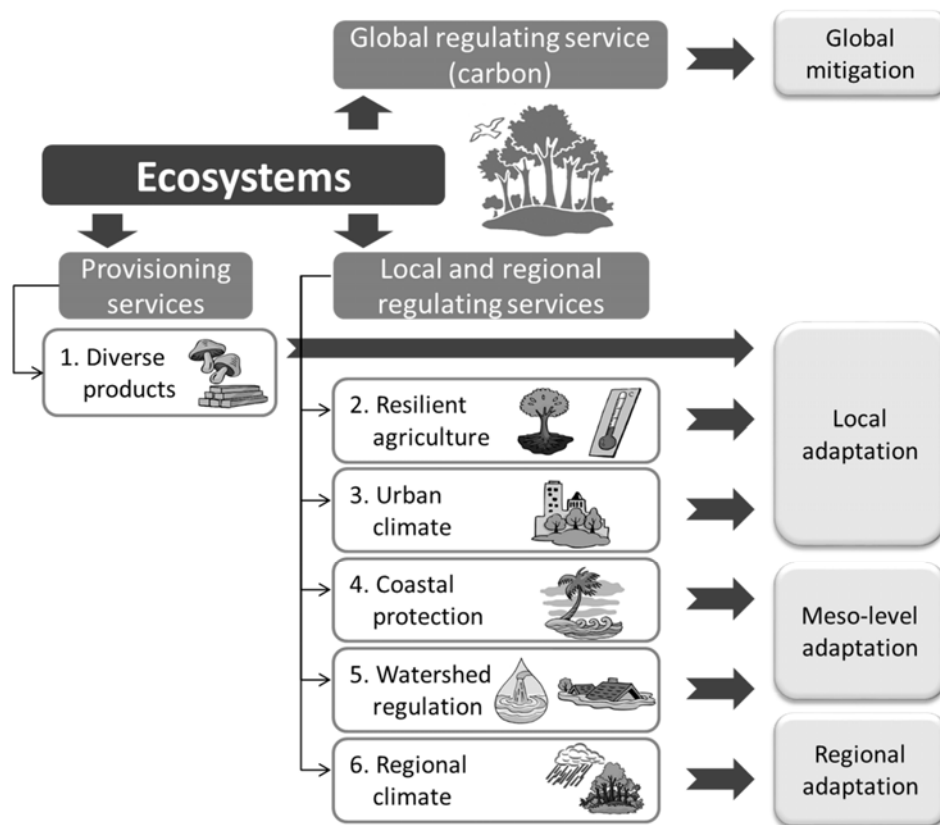 Global regulating service
(carbon)
Global
mitigation
Ecosystems
Provisioning
services
Local and regional
regulating services
1. Diverse
products
2. Resilient
agriculture
°C
Local
adaptation
3. Urban
climate
4. Coastal
protection
Meso-level
adaptation
5. Watershed
regulation
6. Regional
climate
Regional
adaptation